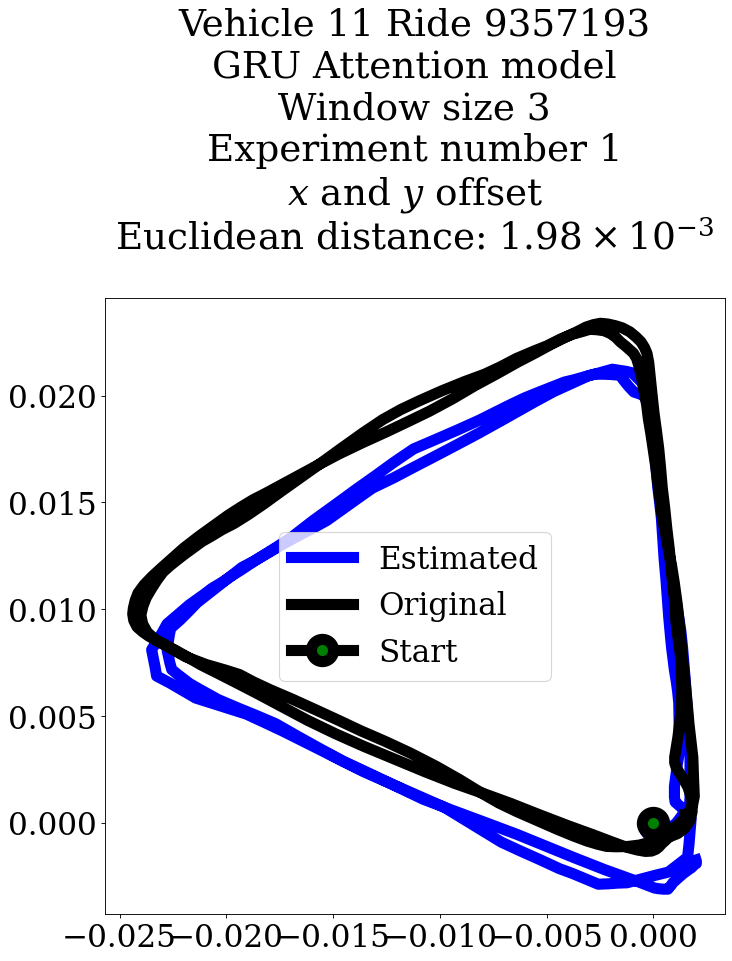 Vehicle 11 Ride 9357193
GRU Attention model
Window size 3
Experiment number 1
x and y offset
Euclidean distance: 1.98 × 10⁻³
0.020
0.015
0.010
0.005
0.000
Estimated
Original
Start
−0.025 −0.020 −0.015 −0.010 −0.005 0.000